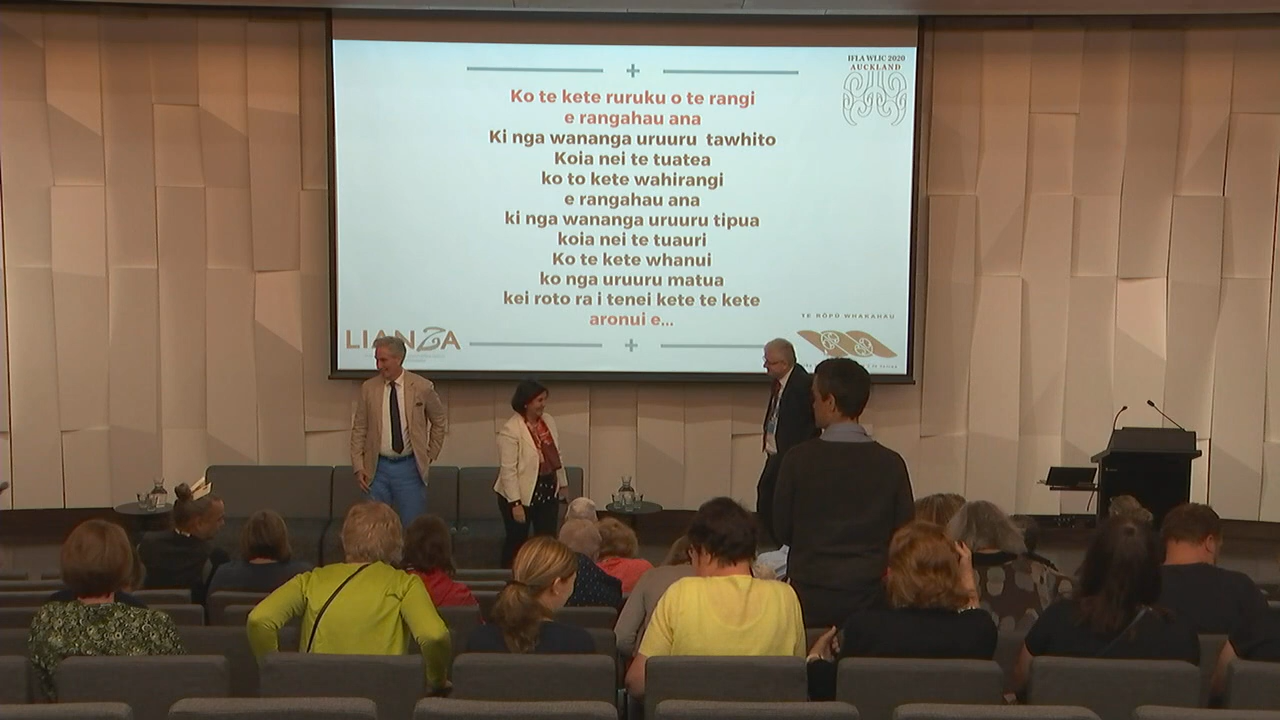 IFLA WLIC 2020
AUCKLAND
Ko te kete ruruku o te rangi
e rangahau ana
Ki nga wananga uruuru tawhito
Koia nei te tuatea
ko to kete wahirangi
e rangahau ana
ki nga wananga uruuru tipua
koia nei te tuauri
Ko te kete whanui
ko nga uruuru matua
kei roto ra i tenei kete te kete
aronui e...
LIANZA
TE RŌPŪ WHAKAHAU